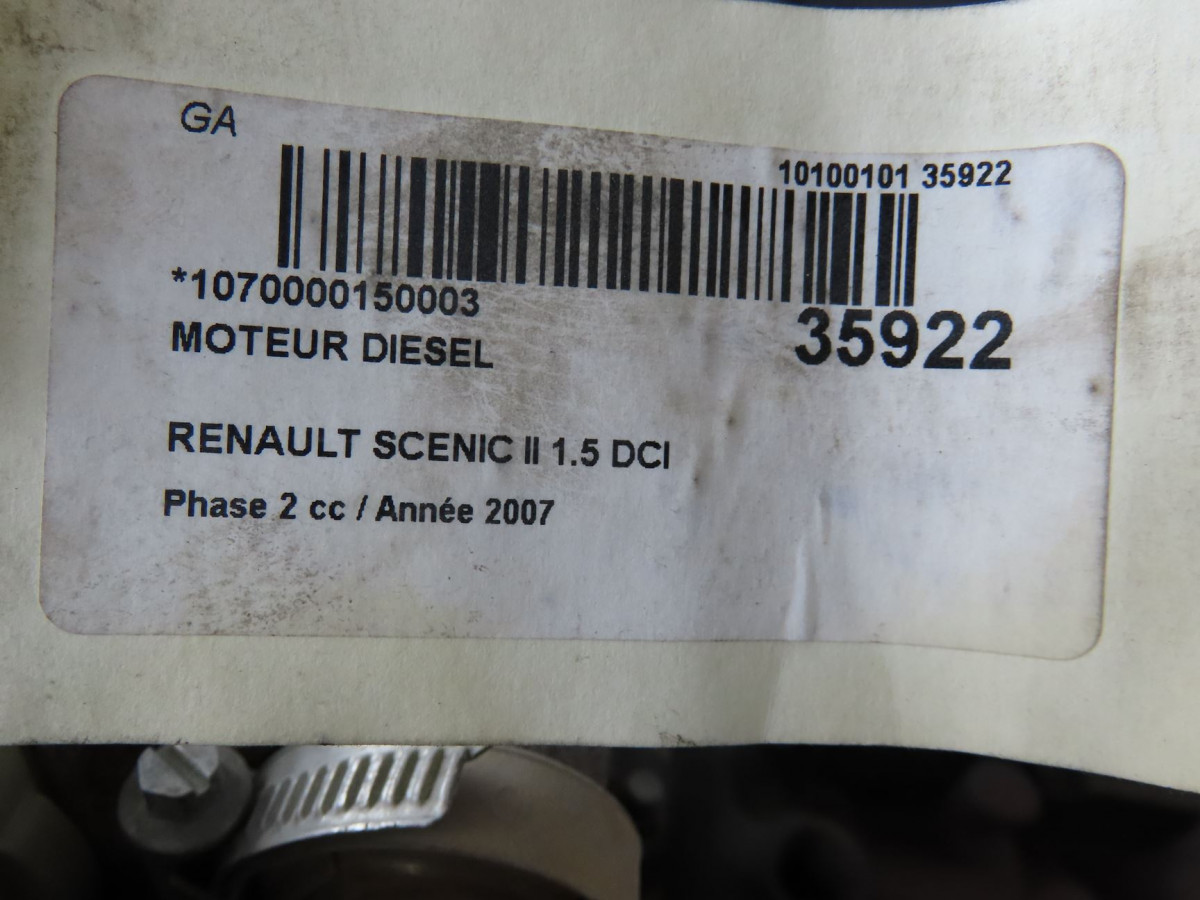 GA
10100101 35922
*1070000150003
35922
MOTEUR DIESEL
RENAULT SCENIC II 1.5 DCI
Phase 2 cc / Année 2007